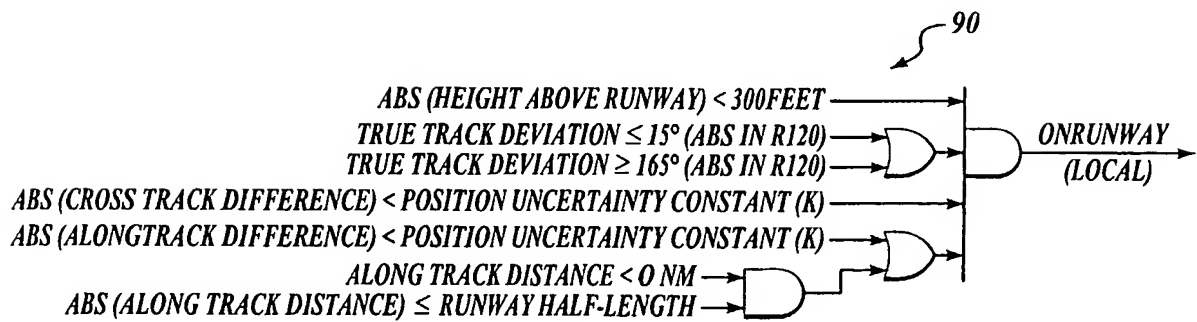 90
ABS (HEIGHT ABOVE RUNWAY) < 300FEET
TRUE TRACK DEVIATION ≤ 15° (ABS IN R120)
TRUE TRACK DEVIATION ≥ 165° (ABS IN R120)
ONRUNWAY
(LOCAL)
ABS (CROSS TRACK DIFFERENCE) < POSITION UNCERTAINTY CONSTANT (K)
ABS (ALONGTRACK DIFFERENCE) < POSITION UNCERTAINTY CONSTANT (K)
ALONG TRACK DISTANCE < 0 NM
ABS (ALONG TRACK DISTANCE) ≤ RUNWAY HALF-LENGTH